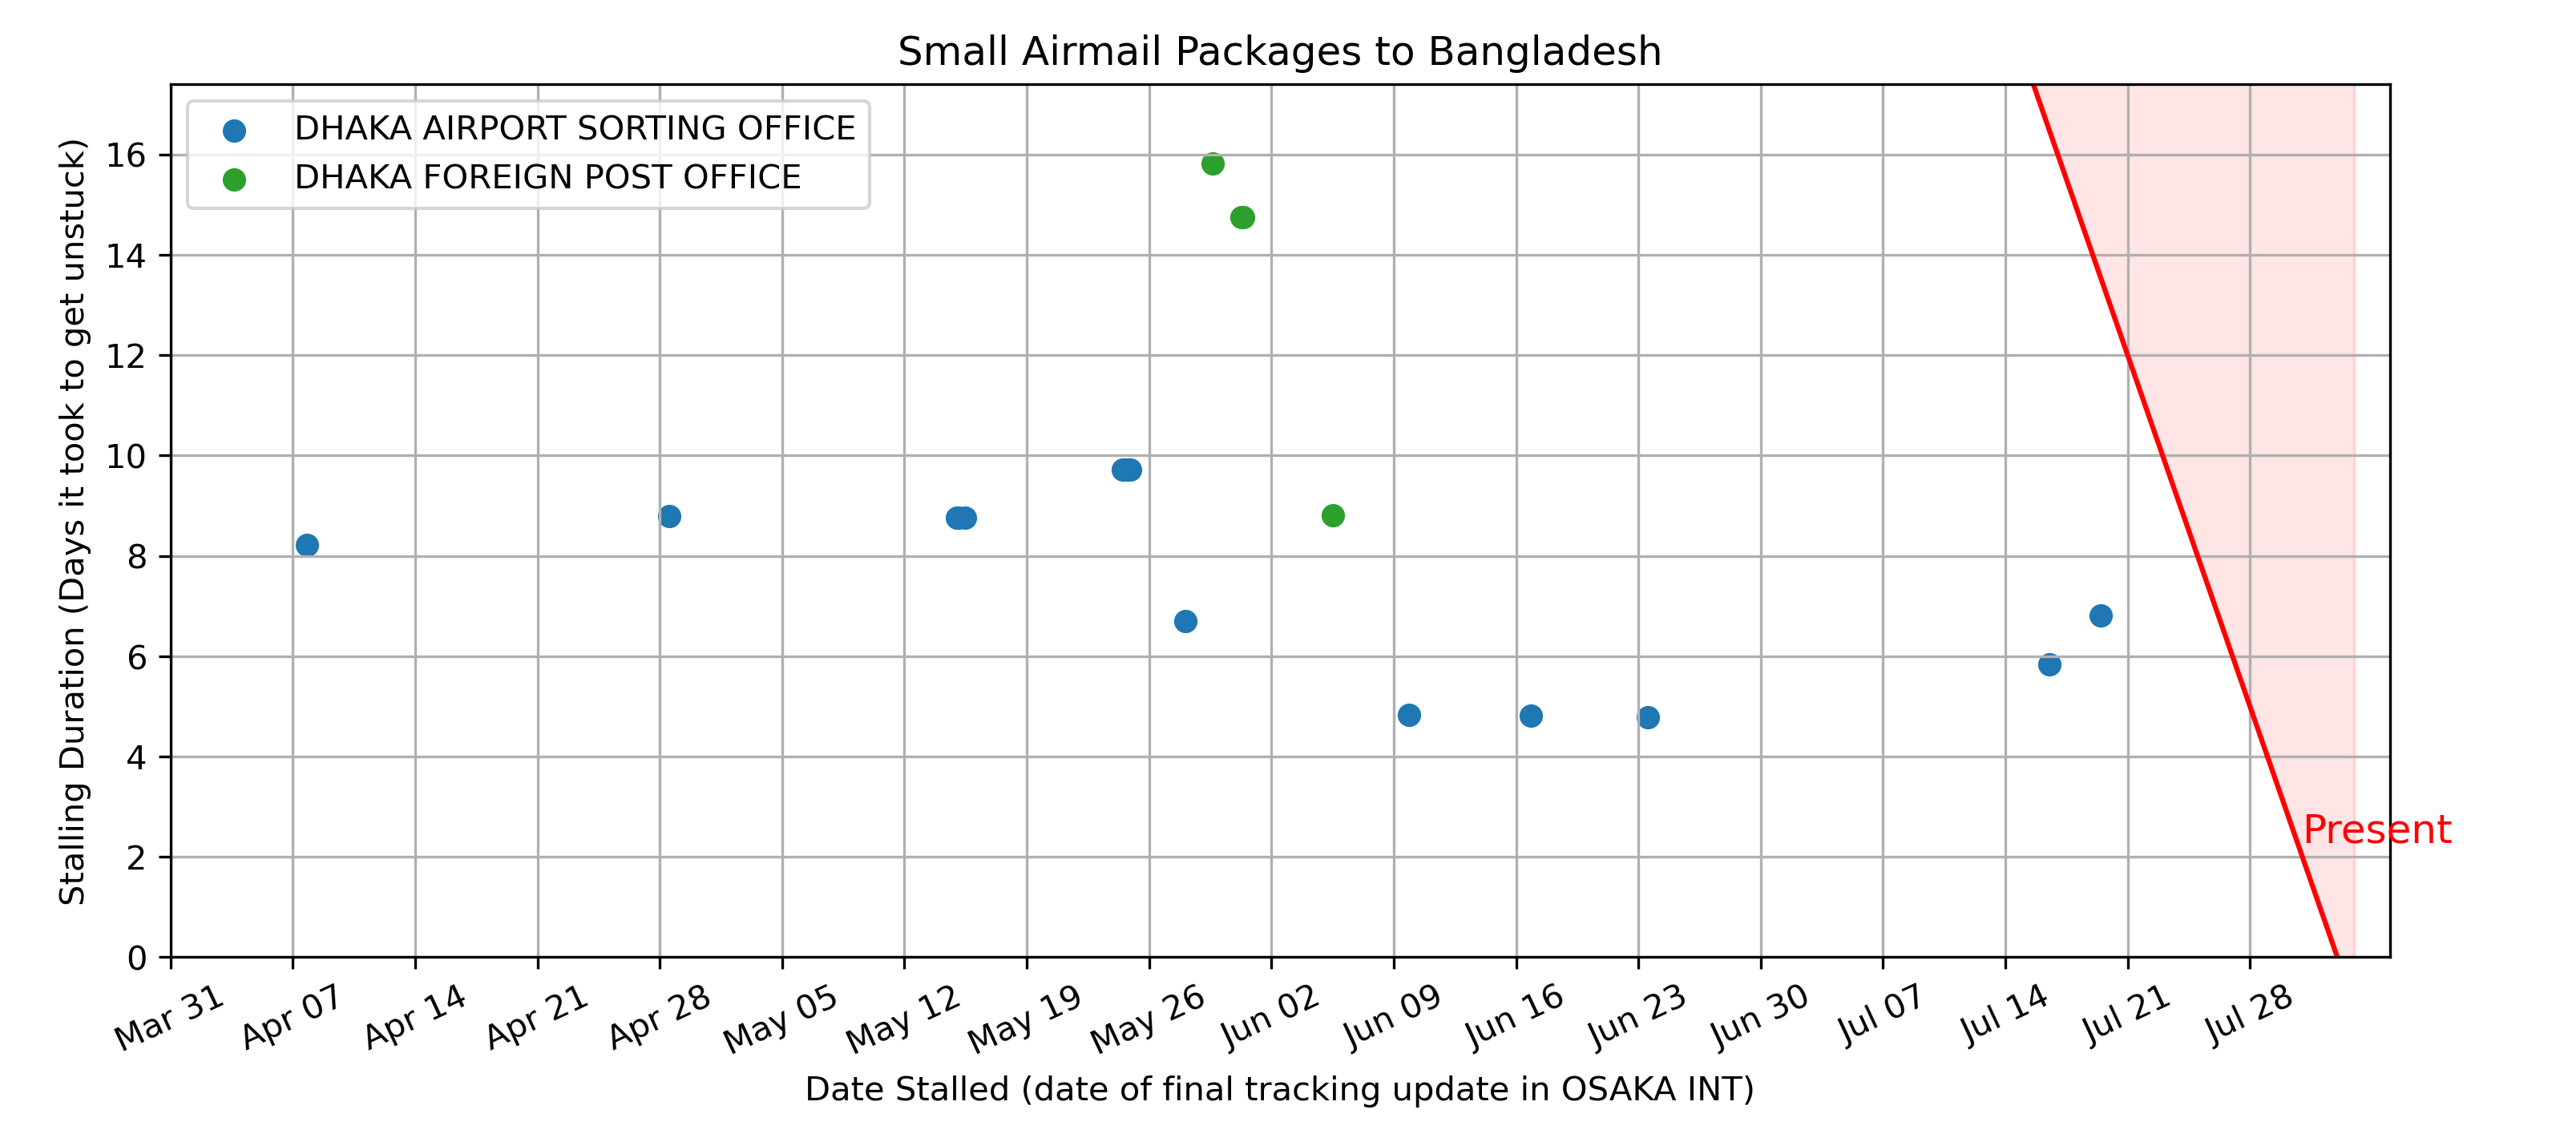 Small Airmail Packages to Bangladesh
DHAKA AIRPORT SORTING OFFICE
DHAKA FOREIGN POST OFFICE
Stalling Duration (Days it took to get unstuck)
16
14
12
10
8
6
4
2
0
Present
Mar 31
Apr 07
Apr 14
Apr 21
Apr 28
May 05
May 12
May 19
May 26
Jun 02
Jun 09
Jun 16
Jun 23
Jun 30
Jul 07
Jul 14
Jul 21
Jul 28
Date Stalled (date of final tracking update in OSAKA INT)